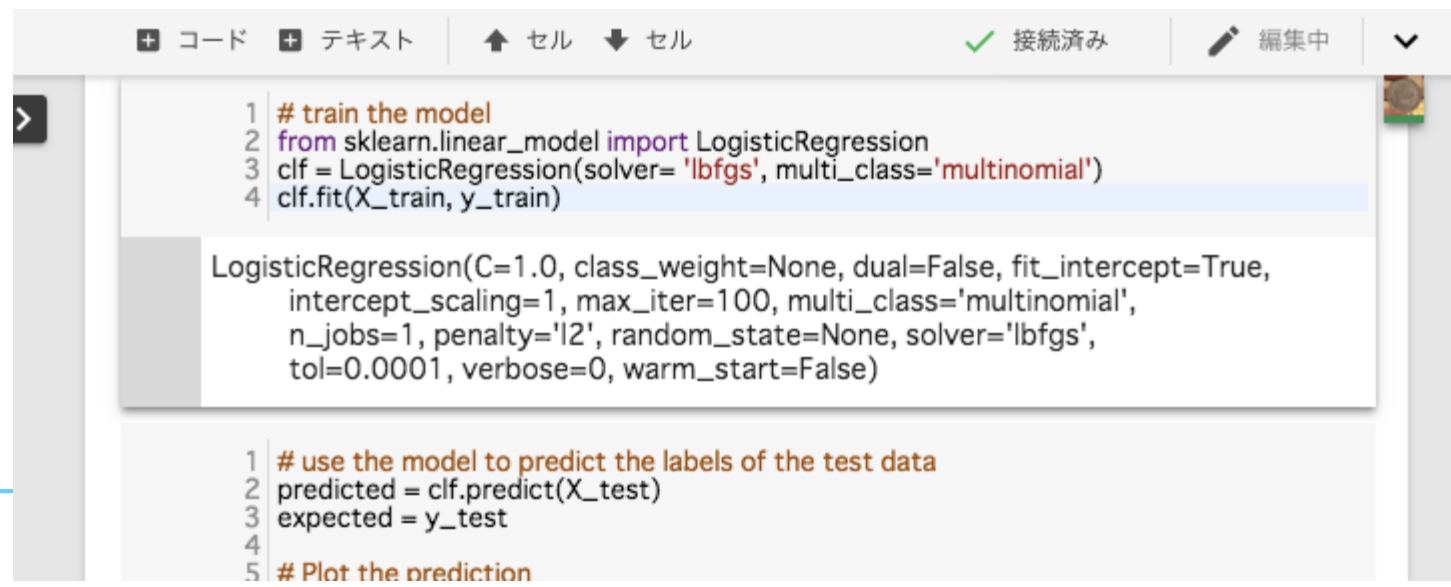 コード テキスト セル セル 接続済み 編集中
1 # train the model
2 from sklearn.linear_model import LogisticRegression
3 clf = LogisticRegression(solver= 'lbfgs', multi_class='multinomial')
4 clf.fit(X_train, y_train)
LogisticRegression(C=1.0, class_weight=None, dual=False, fit_intercept=True,
intercept_scaling=1, max_iter=100, multi_class='multinomial',
n_jobs=1, penalty='l2', random_state=None, solver='lbfgs',
tol=0.0001, verbose=0, warm_start=False)
1 # use the model to predict the labels of the test data
2 predicted = clf.predict(X_test)
3 expected = y_test
4
5 # Plot the prediction